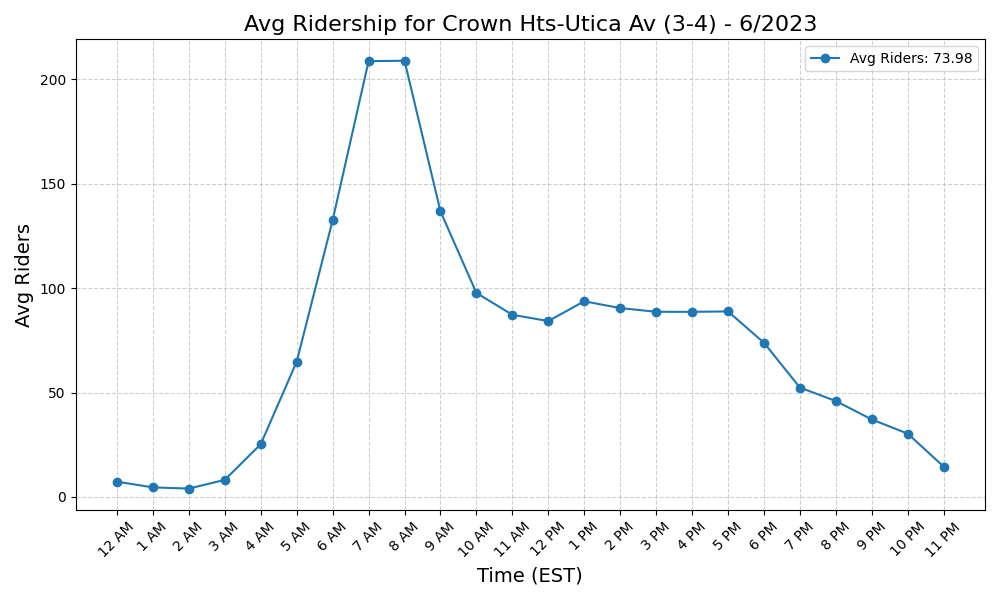 Avg Ridership for Crown Hts-Utica Av (3-4) - 6/2023
Avg Riders: 73.98
Avg Riders
200
150
100
50
0
12 AM
1 AM
2 AM
3 AM
4 AM
5 AM
6 AM
7 AM
8 AM
9 AM
10 AM
11 AM
12 PM
1 PM
2 PM
3 PM
4 PM
5 PM
6 PM
7 PM
8 PM
9 PM
10 PM
11 PM
Time (EST)